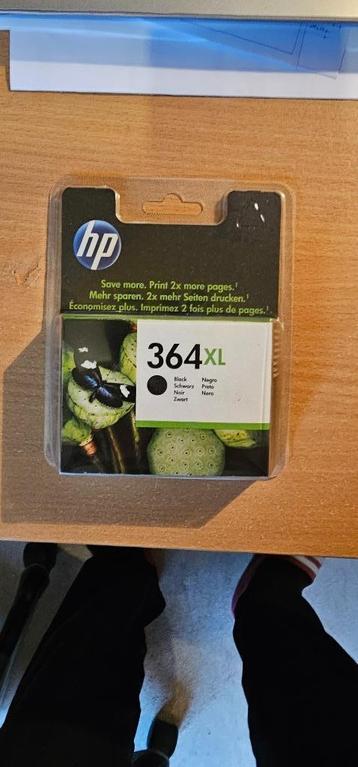 hp
Save more. Print 2x more pages.¹
Mehr sparen. 2x mehr Seiten drucken.¹
Économisez plus. Imprimez 2 fois plus de pages.¹
364XL
Black Negro
Schwarz Preto
Noir Nero
Zwart